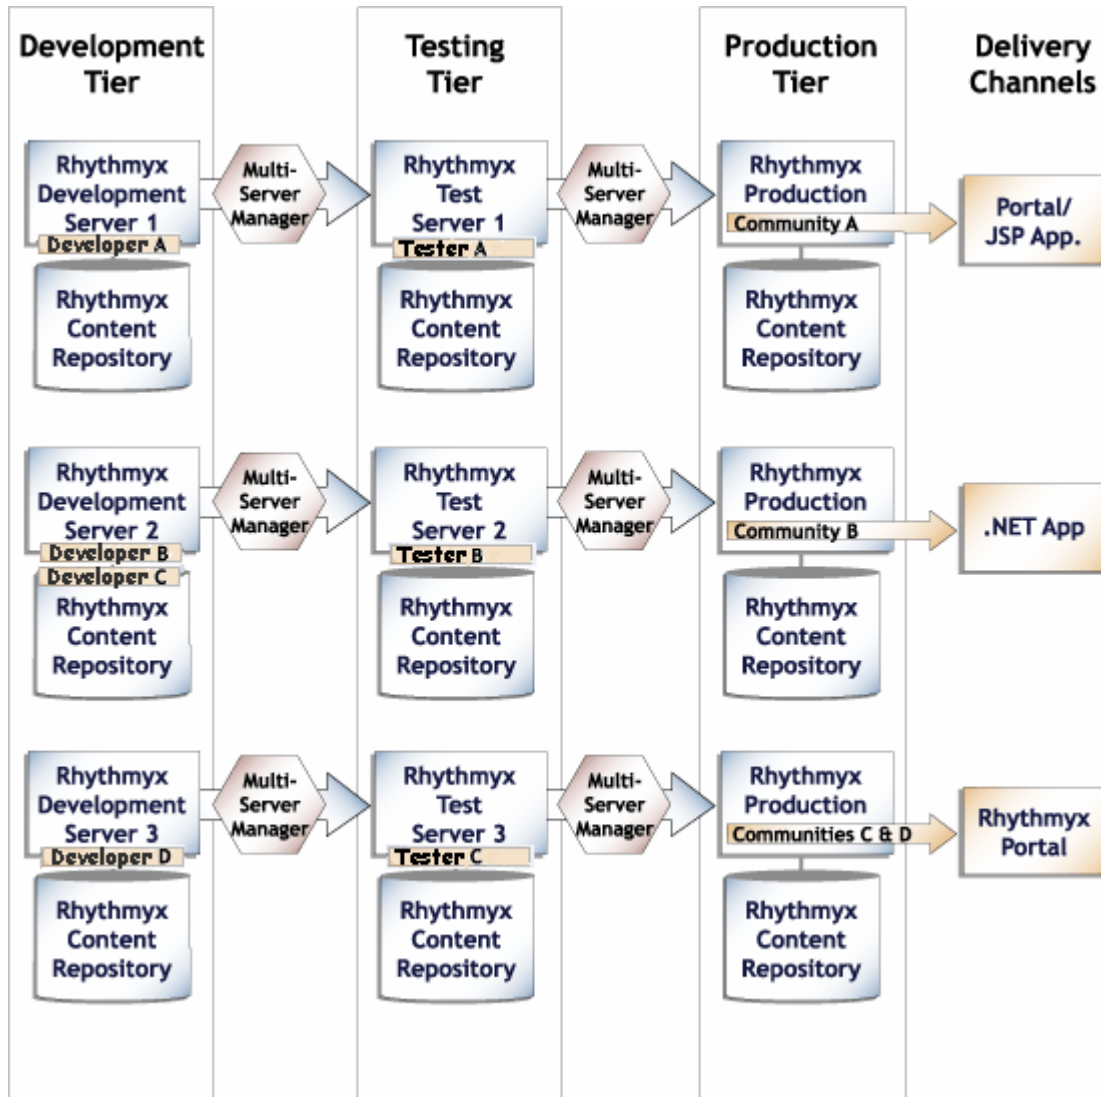 Development
Tier
Testing
Tier
Production
Tier
Delivery
Channels
Rhythmyx
Development
Server 1
Developer A
Rhythmyx
Content
Repository
Multi-
Server
Manager
Rhythmyx
Test
Server 1
Tester A
Rhythmyx
Content
Repository
Multi-
Server
Manager
Rhythmyx
Production
Community A
Rhythmyx
Content
Repository
Portal/
JSP App.
Rhythmyx
Development
Server 2
Developer B
Developer C
Rhythmyx
Content
Repository
Multi-
Server
Manager
Rhythmyx
Test
Server 2
Tester B
Rhythmyx
Content
Repository
Multi-
Server
Manager
Rhythmyx
Production
Community B
Rhythmyx
Content
Repository
.NET App
Rhythmyx
Development
Server 3
Developer D
Rhythmyx
Content
Repository
Multi-
Server
Manager
Rhythmyx
Test
Server 3
Tester C
Rhythmyx
Content
Repository
Multi-
Server
Manager
Rhythmyx
Production
Communities C & D
Rhythmyx
Content
Repository
Rhythmyx
Portal